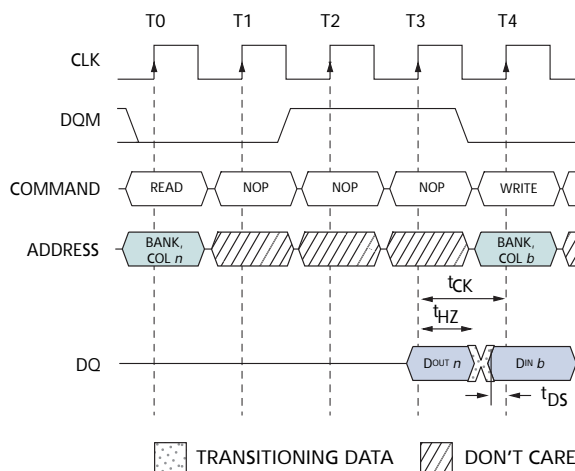 T0 T1 T2 T3 T4
CLK
DQM
COMMAND READ NOP NOP NOP WRITE
ADDRESS BANK, COL n BANK, COL b
tCK
tHZ
DQ DOUT n DIN b
tDS
TRANSITIONING DATA DON'T CARE